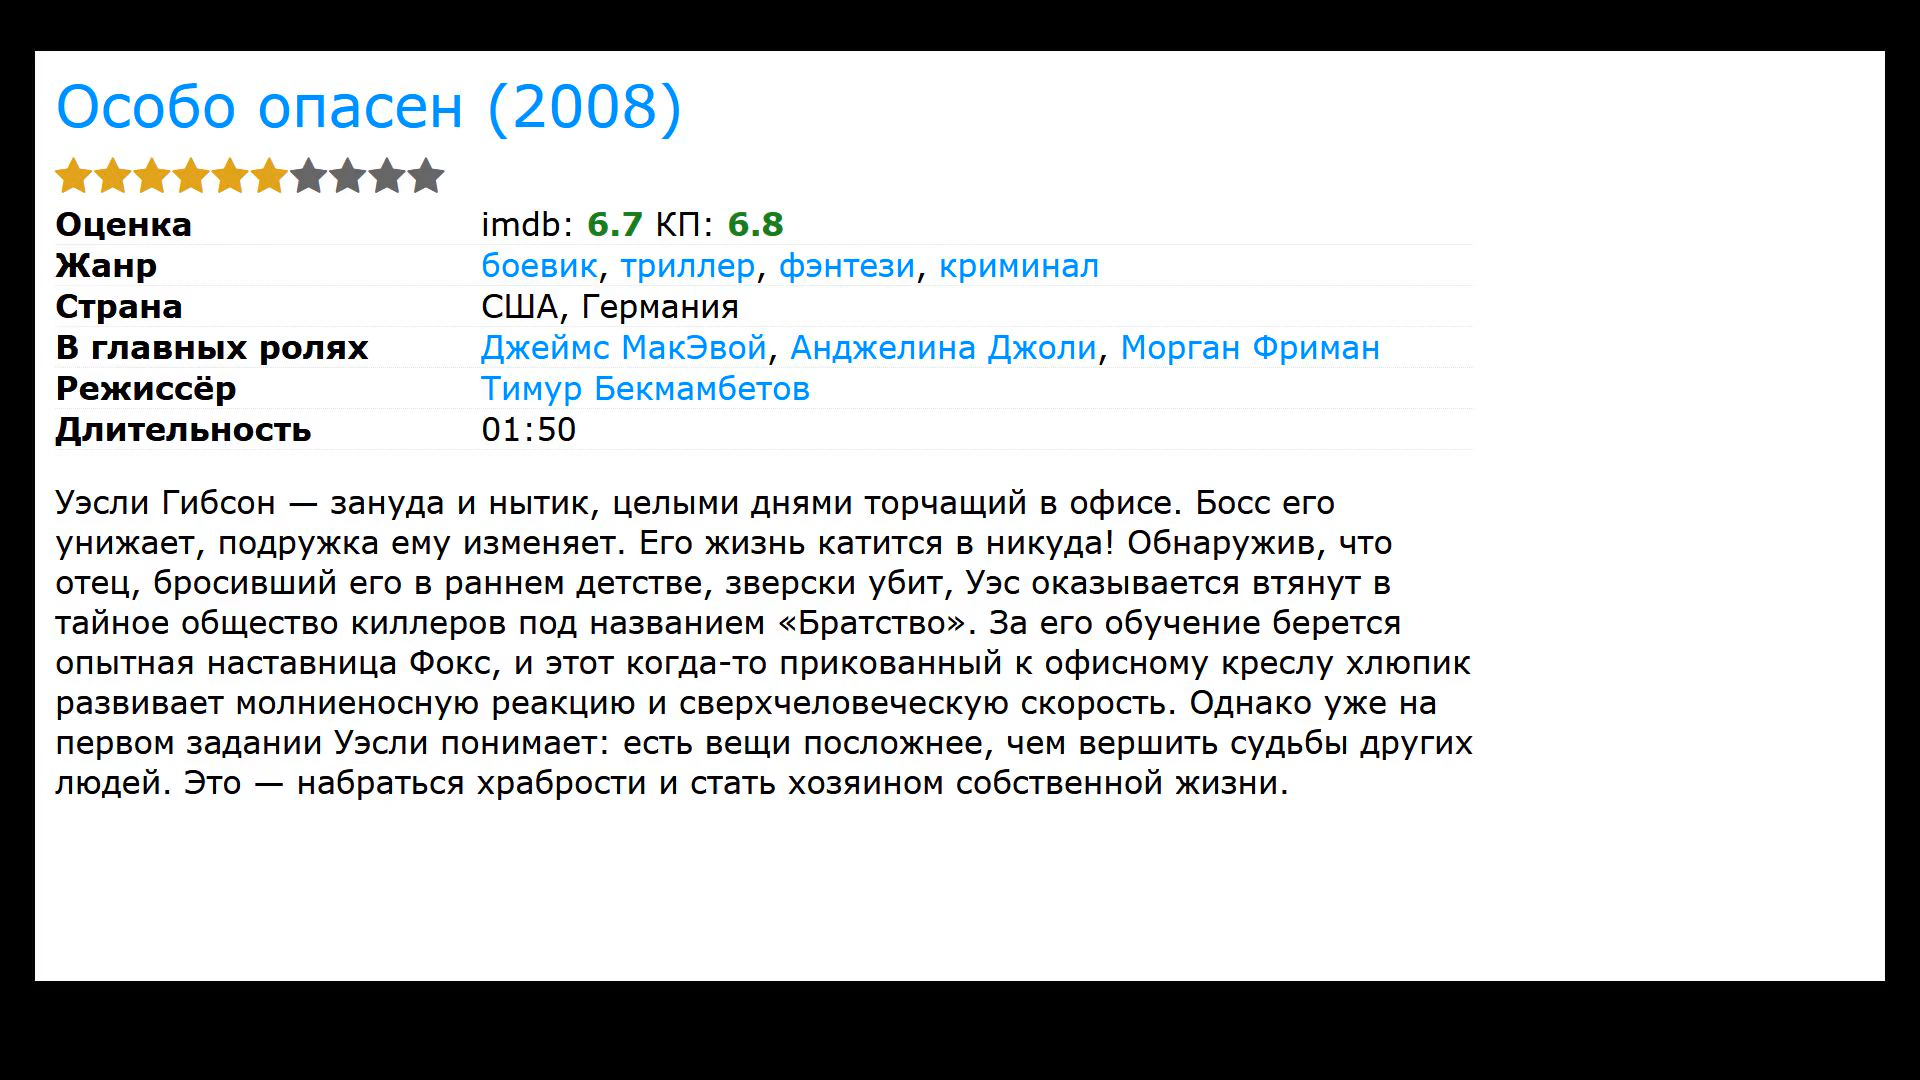 Особо опасен (2008)
Оценка imdb: 6.7 КП: 6.8
Жанр боевик, триллер, фэнтези, криминал
Страна США, Германия
В главных ролях Джеймс МакЭвой, Анджелина Джоли, Морган Фриман
Режиссёр Тимур Бекмамбетов
Длительность 01:50
Уэсли Гибсон — зануда и нытик, целыми днями торчащий в офисе. Босс его
унижает, подружка ему изменяет. Его жизнь катится в никуда! Обнаружив, что
отец, бросивший его в раннем детстве, зверски убит, Уэс оказывается втянут в
тайное общество киллеров под названием «Братство». За его обучение берется
опытная наставница Фокс, и этот когда-то прикованный к офисному креслу хлюпик
развивает молниеносную реакцию и сверхчеловеческую скорость. Однако уже на
первом задании Уэсли понимает: есть вещи посложнее, чем вершить судьбы других
людей. Это — набраться храбрости и стать хозяином собственной жизни.